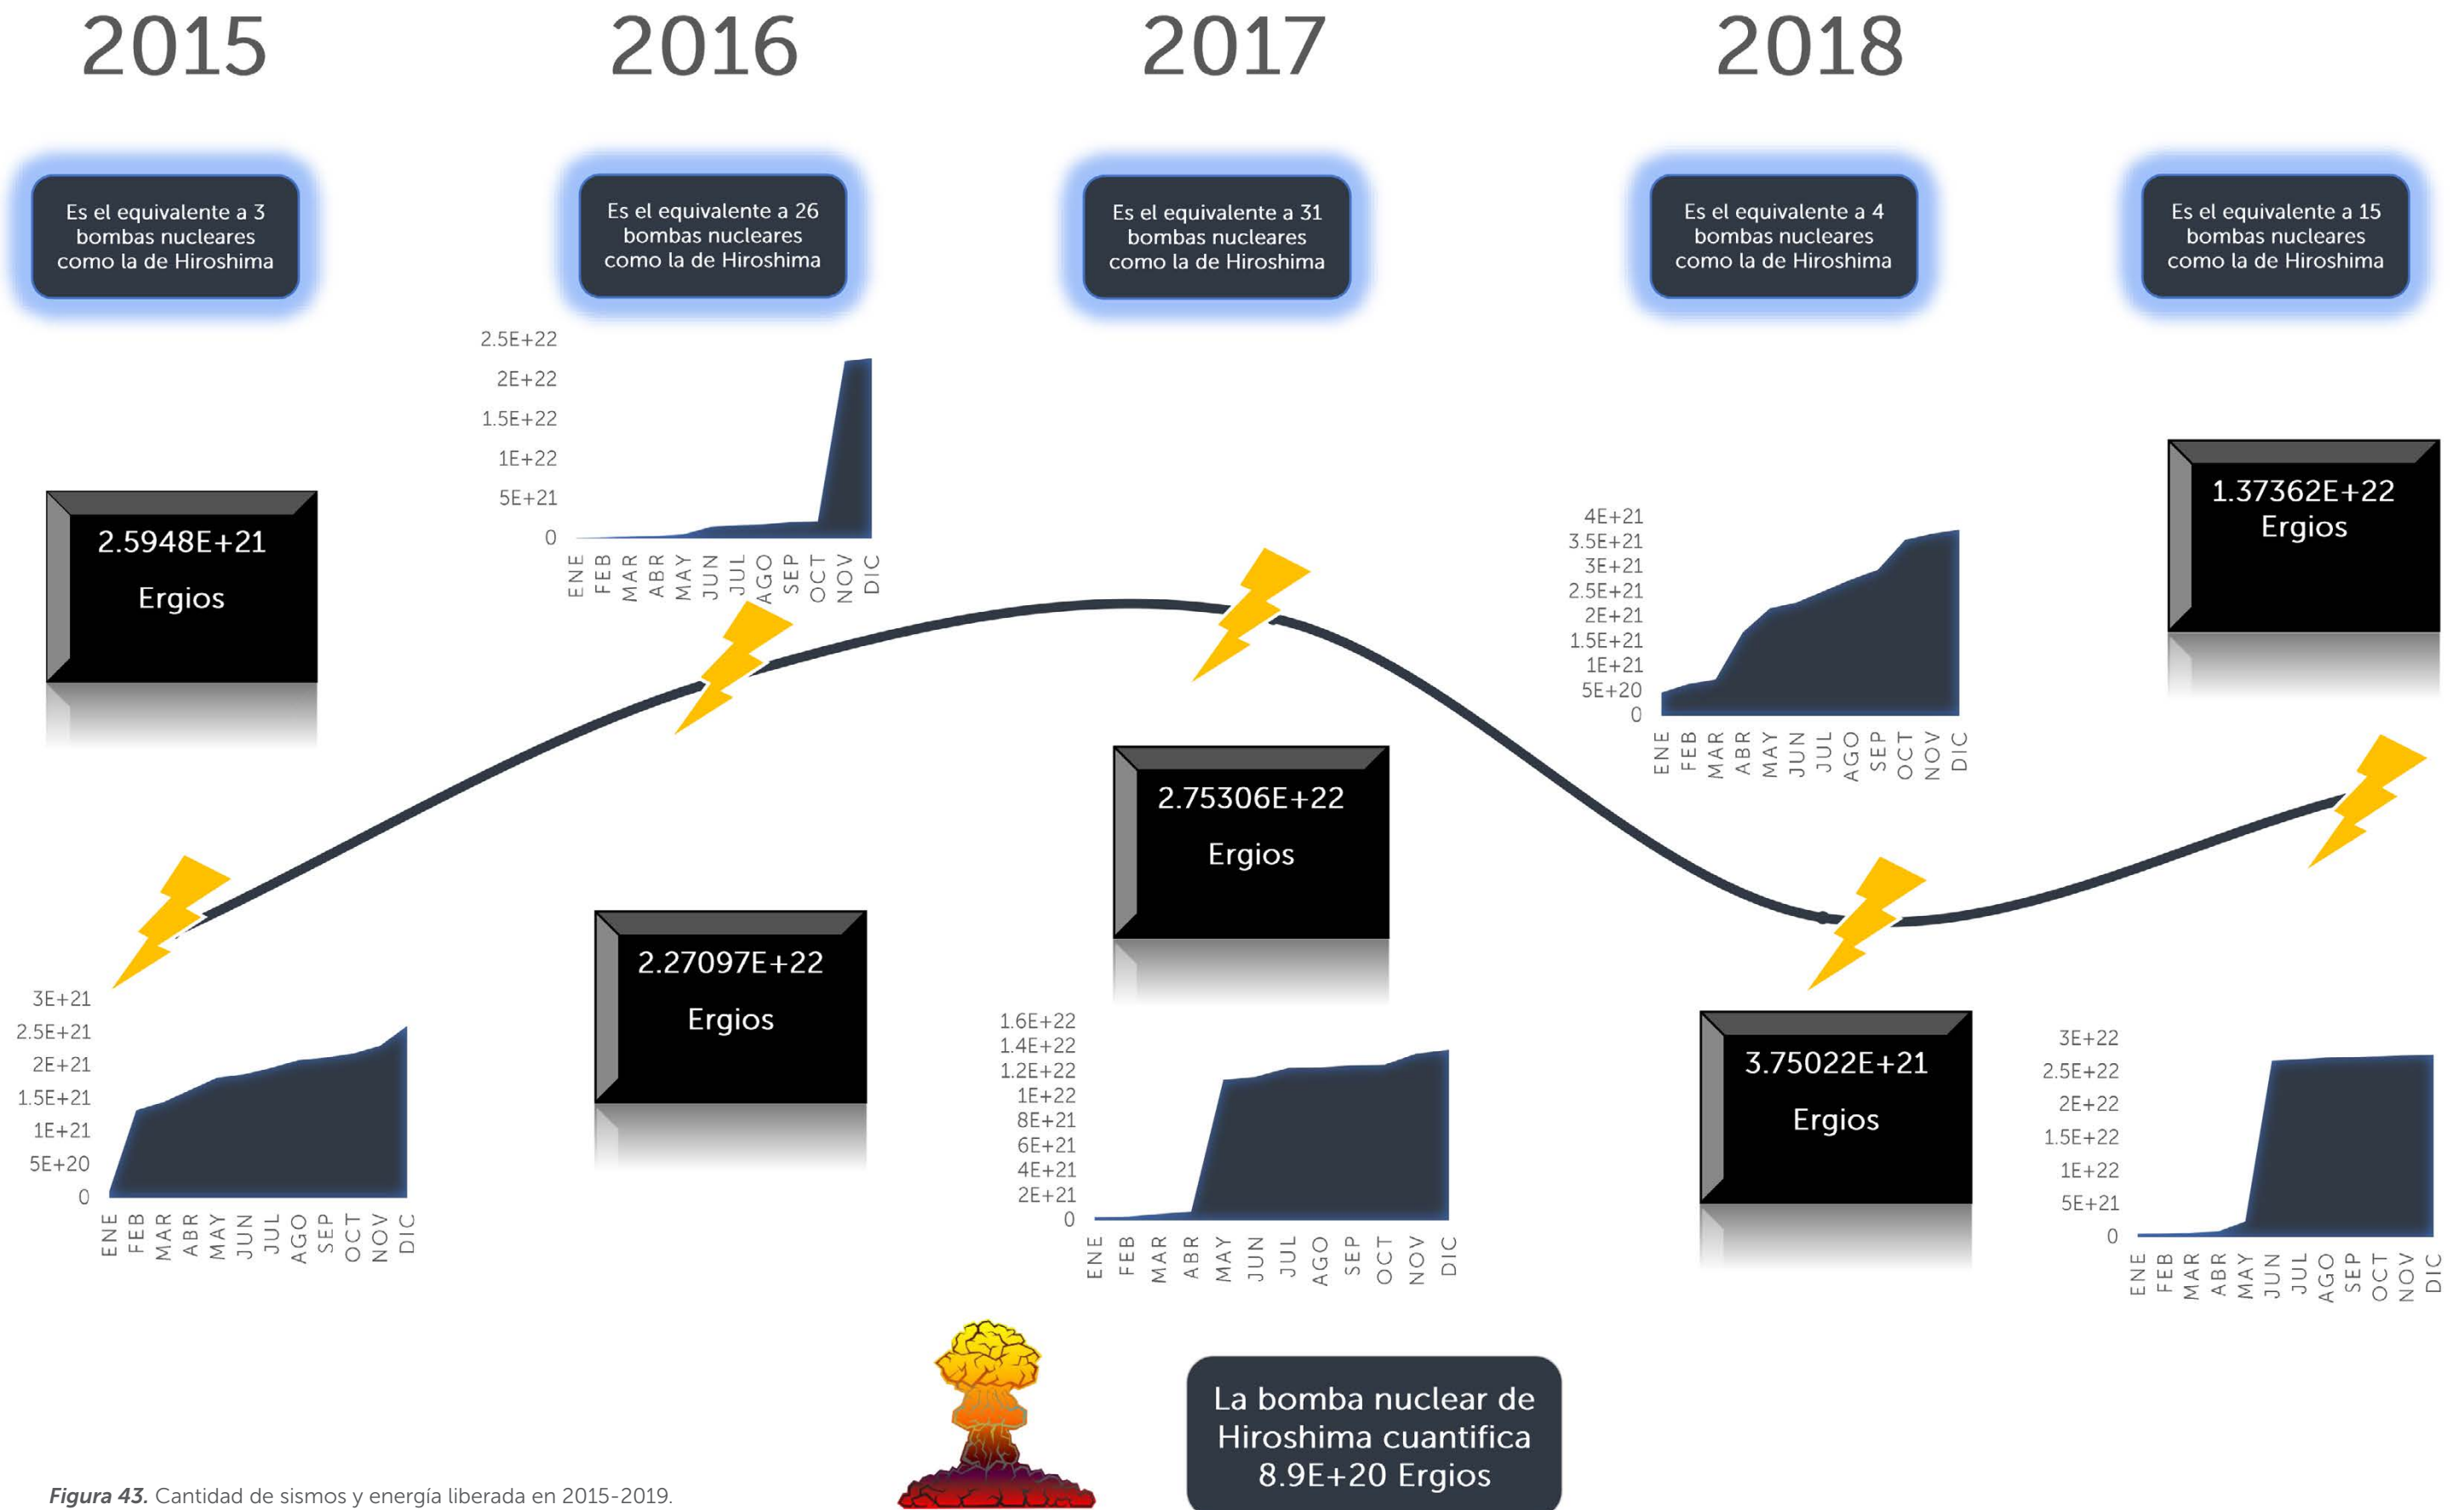 2015
2016
2017
2018
Es el equivalente a 3
bombas nucleares
como la de Hiroshima
Es el equivalente a 26
bombas nucleares
como la de Hiroshima
Es el equivalente a 31
bombas nucleares
como la de Hiroshima
Es el equivalente a 4
bombas nucleares
como la de Hiroshima
Es el equivalente a 15
bombas nucleares
como la de Hiroshima
2.5E+22
2E+22
1.5E+22
1E+22
5E+21
0
ENE
FEB
MAR
ABR
MAY
JUN
JUL
AGO
SEP
OCT
NOV
DIC
2.5948E+21
Ergios
4E+21
3.5E+21
3E+21
2.5E+21
2E+21
1.5E+21
1E+21
5E+20
0
ENE
FEB
MAR
ABR
MAY
JUN
JUL
AGO
SEP
OCT
NOV
DIC
1.37362E+22
Ergios
2.75306E+22
Ergios
2.27097E+22
Ergios
3.75022E+21
Ergios
3E+21
2.5E+21
2E+21
1.5E+21
1E+21
5E+20
0
ENE
FEB
MAR
ABR
MAY
JUN
JUL
AGO
SEP
OCT
NOV
DIC
1.6E+22
1.4E+22
1.2E+22
1E+22
8E+21
6E+21
4E+21
2E+21
0
ENE
FEB
MAR
ABR
MAY
JUN
JUL
AGO
SEP
OCT
NOV
DIC
3E+22
2.5E+22
2E+22
1.5E+22
1E+22
5E+21
0
ENE
FEB
MAR
ABR
MAY
JUN
JUL
AGO
SEP
OCT
NOV
DIC
La bomba nuclear de
Hiroshima cuantifica
8.9E+20 Ergios
Figura 43. Cantidad de sismos y energía liberada en 2015-2019.